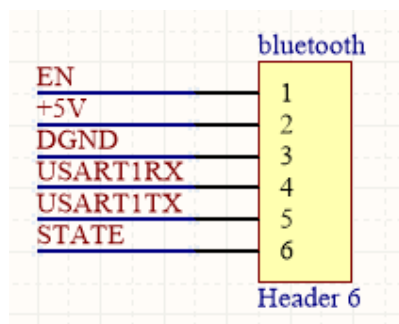 bluetooth
EN 1
+5V 2
DGND 3
USART1RX 4
USART1TX 5
STATE 6
Header 6